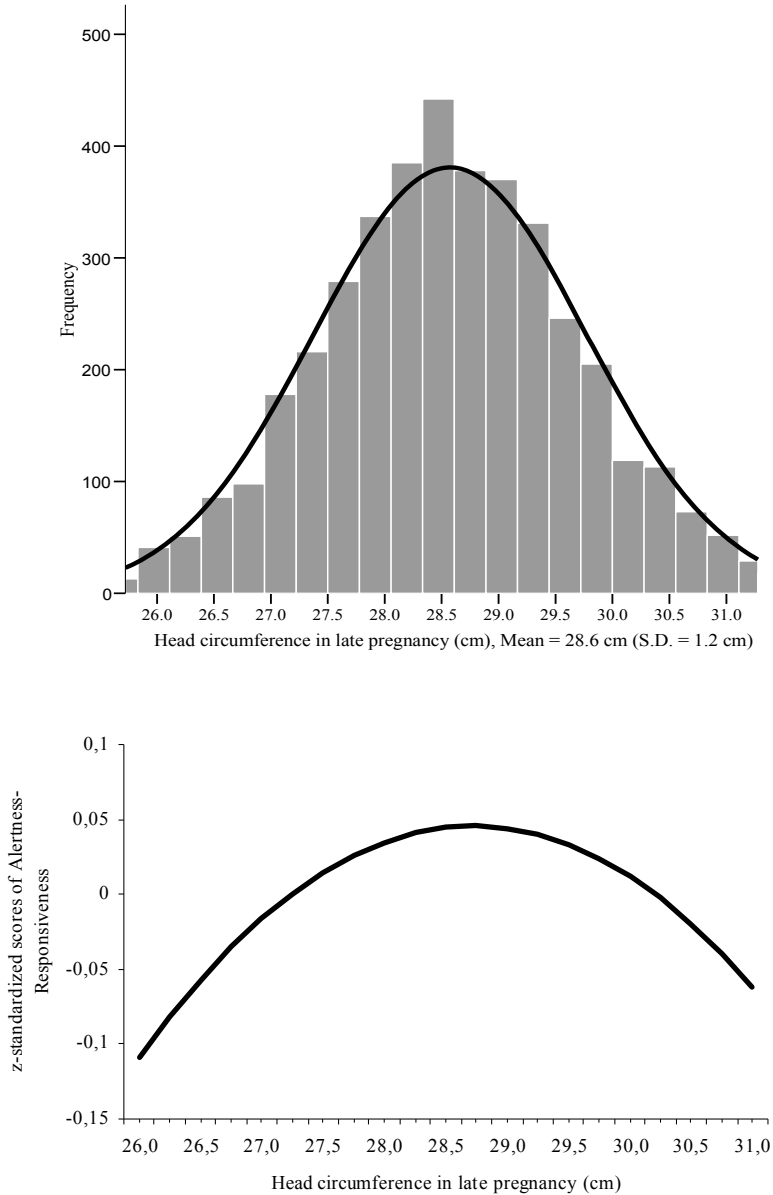 500
400
300
200
100
0
Frequency
26.0 26.5 27.0 27.5 28.0 28.5 29.0 29.5 30.0 30.5 31.0
Head circumference in late pregnancy (cm), Mean = 28.6 cm (S.D. = 1.2 cm)
0,1
0,05
0
-0,05
-0,1
-0,15
z-standardized scores of Alertness-
Responsiveness
26,0 26,5 27,0 27,5 28,0 28,5 29,0 29,5 30,0 30,5 31,0
Head circumference in late pregnancy (cm)